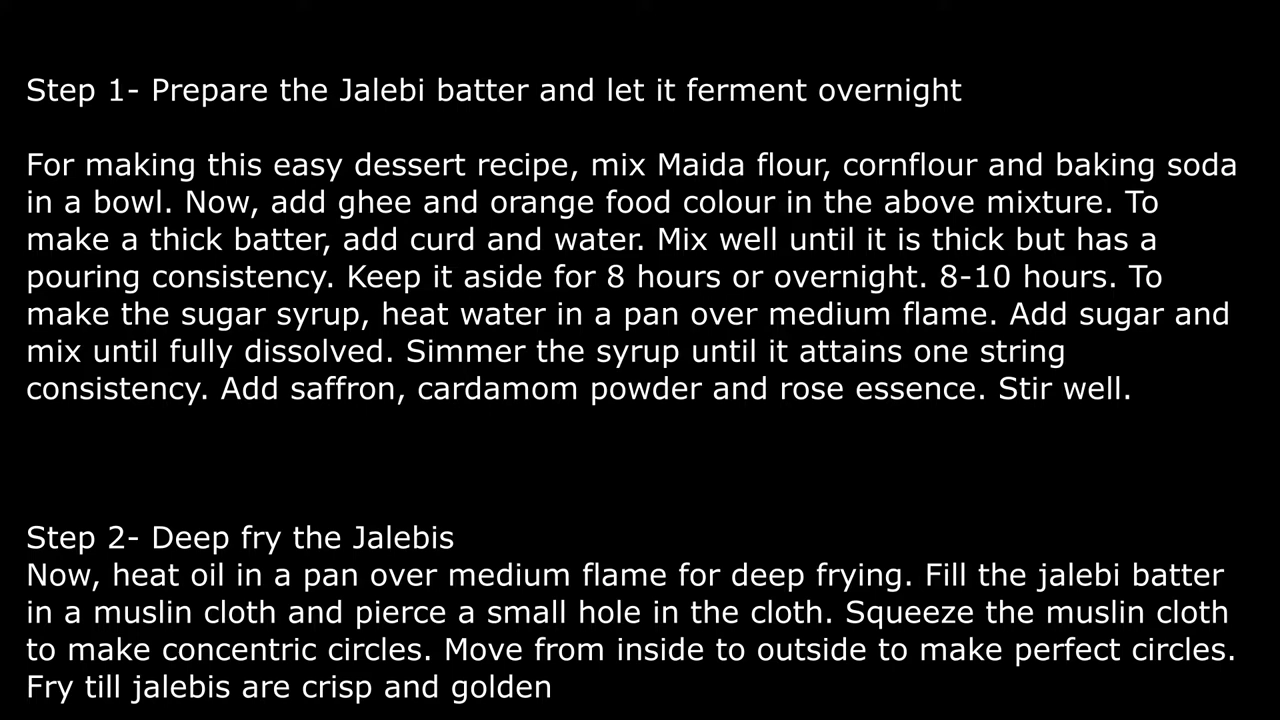 Step 1- Prepare the Jalebi batter and let it ferment overnight
For making this easy dessert recipe, mix Maida flour, cornflour and baking soda
in a bowl. Now, add ghee and orange food colour in the above mixture. To
make a thick batter, add curd and water. Mix well until it is thick but has a
pouring consistency. Keep it aside for 8 hours or overnight. 8-10 hours. To
make the sugar syrup, heat water in a pan over medium flame. Add sugar and
mix until fully dissolved. Simmer the syrup until it attains one string
consistency. Add saffron, cardamom powder and rose essence. Stir well.
Step 2- Deep fry the Jalebis
Now, heat oil in a pan over medium flame for deep frying. Fill the jalebi batter
in a muslin cloth and pierce a small hole in the cloth. Squeeze the muslin cloth
to make concentric circles. Move from inside to outside to make perfect circles.
Fry till jalebis are crisp and golden